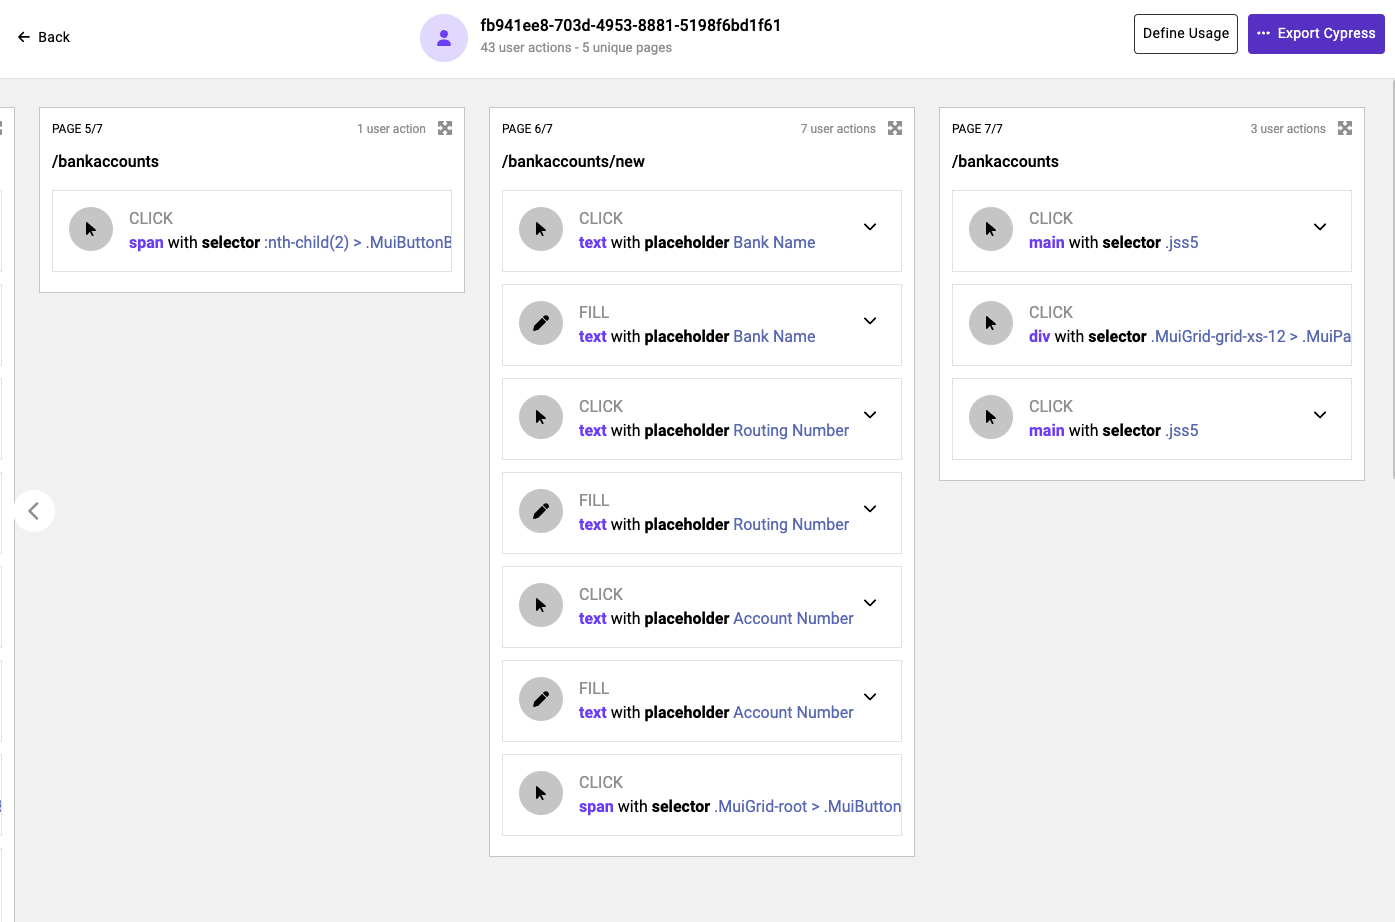 Back
fb941ee8-703d-4953-8881-5198f6bd1f61
43 user actions - 5 unique pages
Define Usage
Export Cypress
PAGE 5/7
1 user action
/bankaccounts
CLICK
span with selector :nth-child(2) > .MuiButtonB
PAGE 6/7
7 user actions
/bankaccounts/new
CLICK
text with placeholder Bank Name
FILL
text with placeholder Bank Name
CLICK
text with placeholder Routing Number
FILL
text with placeholder Routing Number
CLICK
text with placeholder Account Number
FILL
text with placeholder Account Number
CLICK
span with selector .MuiGrid-root > .MuiButton
PAGE 7/7
3 user actions
/bankaccounts
CLICK
main with selector .jss5
CLICK
div with selector .MuiGrid-grid-xs-12 > .MuiPa
CLICK
main with selector .jss5